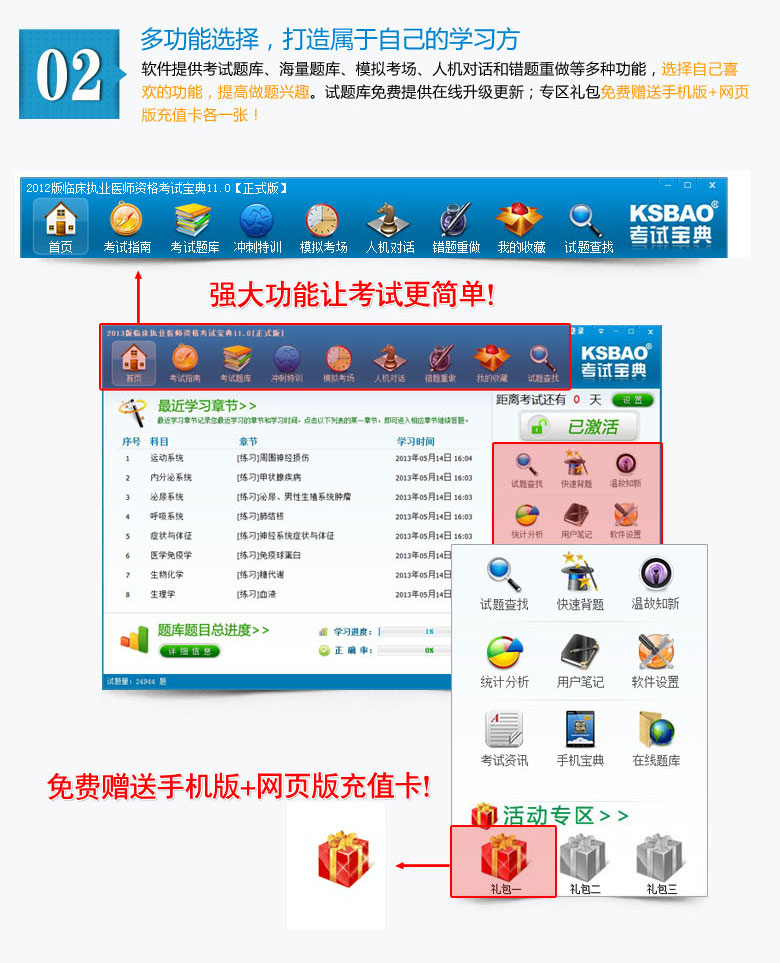 02
多功能选择，打造属于自己的学习方
软件提供考试题库、海量题库、模拟考场、人机对话和错题重做等多种功能，选择自己喜
欢的功能，提高做题兴趣。试题库免费提供在线升级更新；专区礼包免费赠送手机版+网页
版充值卡各一张！
2012版临床执业医师资格考试宝典11.0【正式版】
首页 考试指南 考试题库 冲刺特训 模拟考场 人机对话 错题重做 我的收藏 试题查找
KSBAO®
考试宝典
强大功能让考试更简单!
2013版临床执业医师资格考试宝典11.0[正式版]
首页 考试指南 考试题库 冲刺特训 模拟考场 人机对话 错题重做 我的收藏 试题查找
KSBAO®
考试宝典
最近学习章节>>
最近学习章节记录您最近学习的章节和学习时间，点击以下列表的某一章节，即可进入相应章节继续答题。
距离考试还有 0 天 设置
已激活
序号 科目 章节 学习时间
1 运动系统 [练习]周围神经损伤 2013年05月14日 16:04
2 内分泌系统 [练习]甲状腺疾病 2013年05月14日 16:03
3 泌尿系统 [练习]泌尿、男性生殖系统肿瘤 2013年05月14日 16:03
4 呼吸系统 [练习]肺结核 2013年05月14日 16:03
5 症状与体征 [练习]神经系统症状与体征 2013年05月14日 16:03
6 医学免疫学 [练习]免疫球蛋白 2013年05月14日
7 生物化学 [练习]糖代谢 2013年05月14日
8 生理学 [练习]血液 2013年05月14日
试题查找 快速背题 温故知新
统计分析 用户笔记 软件设置
题库题目总进度>>
详细信息
学习进度： 1%
正确率： 0%
试题量：24944 题
试题查找 快速背题 温故知新
统计分析 用户笔记 软件设置
考试资讯 手机宝典 在线题库
活动专区>>
礼包一 礼包二 礼包三
免费赠送手机版+网页版充值卡!